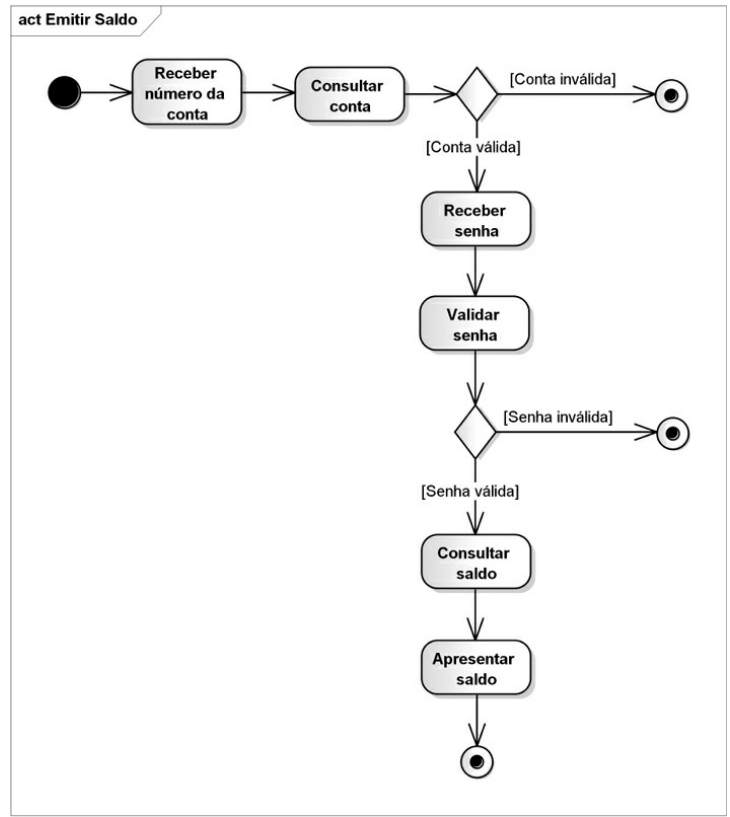 act Emitir Saldo
Receber
número da
conta
Consultar
conta
[Conta inválida]
[Conta válida]
Receber
senha
Validar
senha
[Senha inválida]
[Senha válida]
Consultar
saldo
Apresentar
saldo